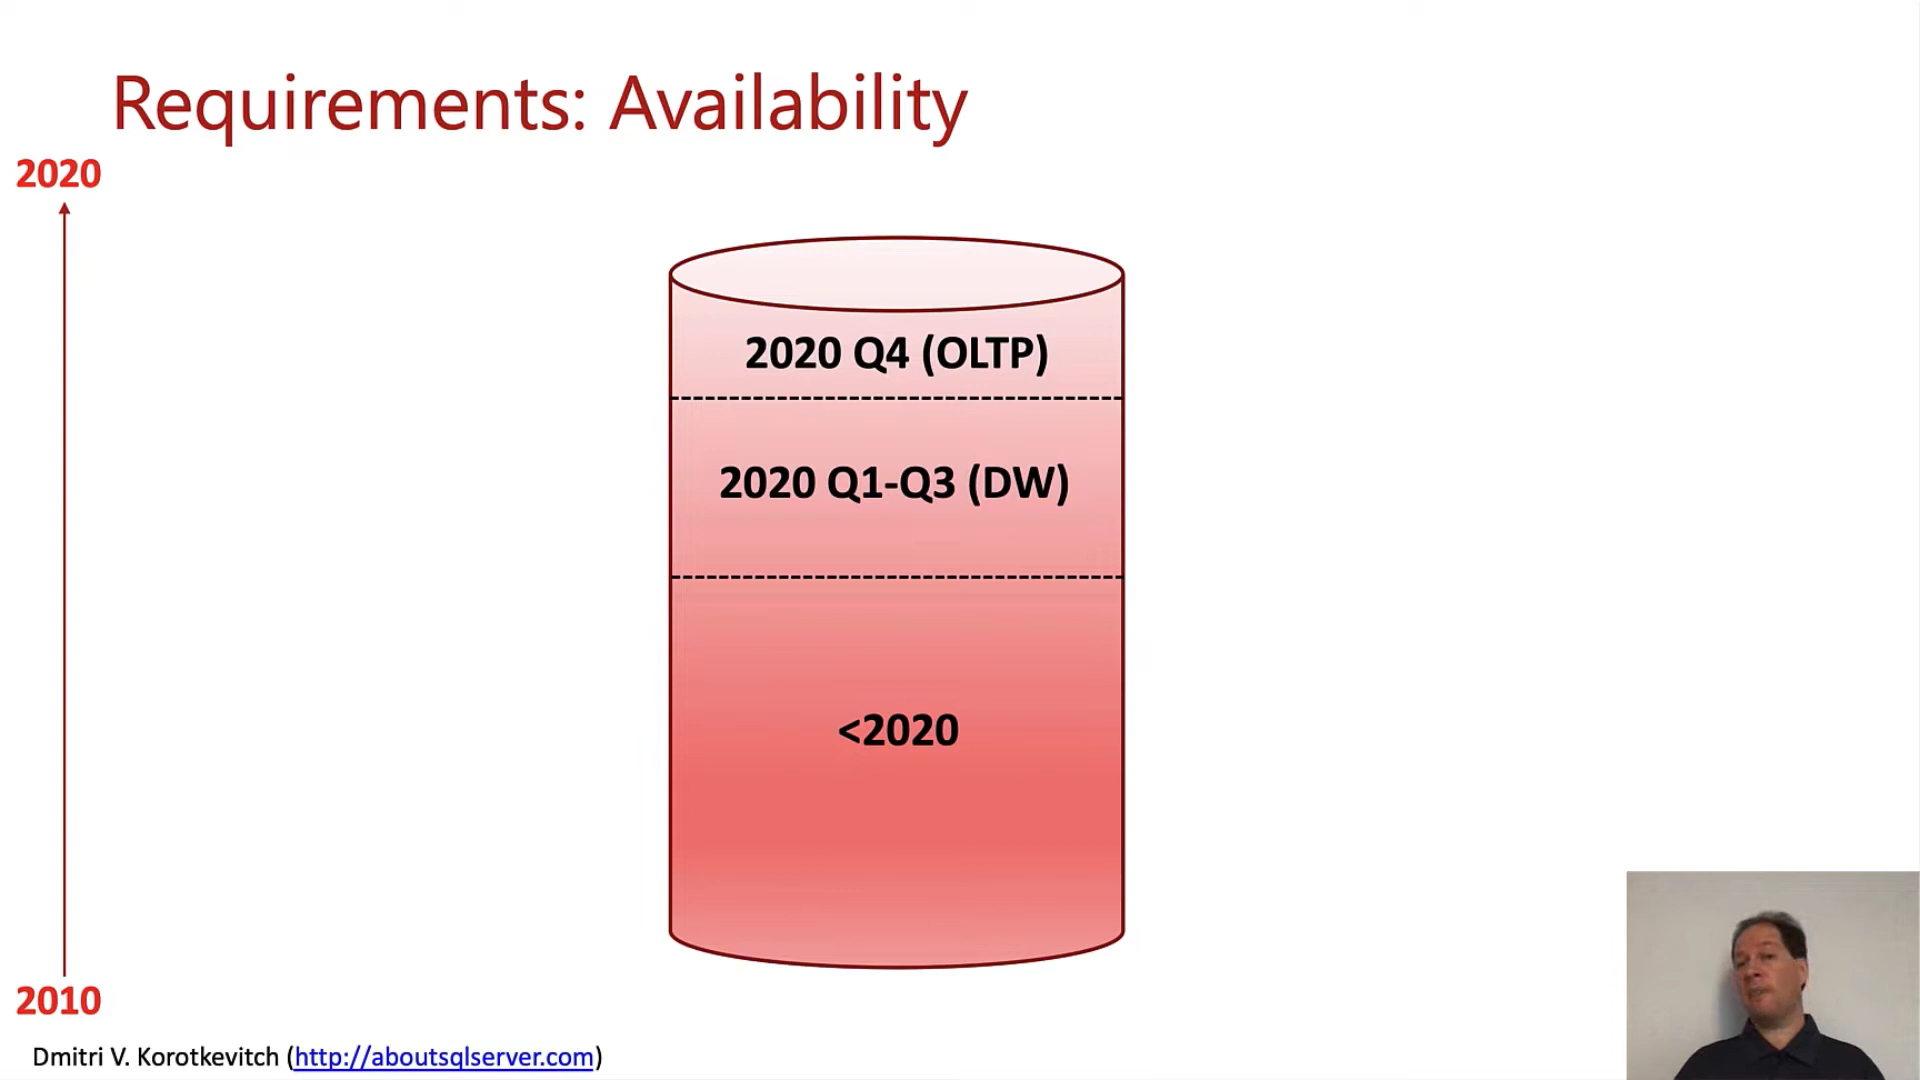 Requirements: Availability
2020
2020 Q4 (OLTP)
2020 Q1-Q3 (DW)
<2020
2010
Dmitri V. Korotkevitch (http://aboutsqlserver.com)